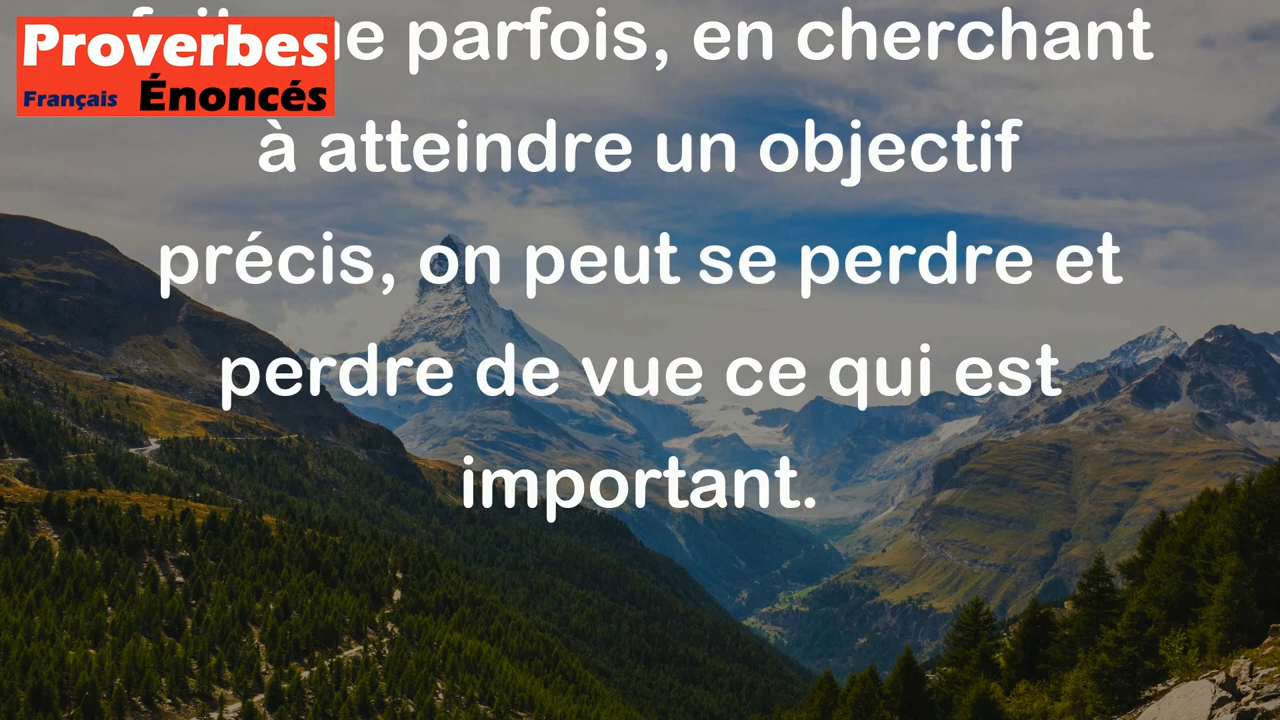 Proverbes
Français Énoncés
parfois, en cherchant
à atteindre un objectif
précis, on peut se perdre et
perdre de vue ce qui est
important.